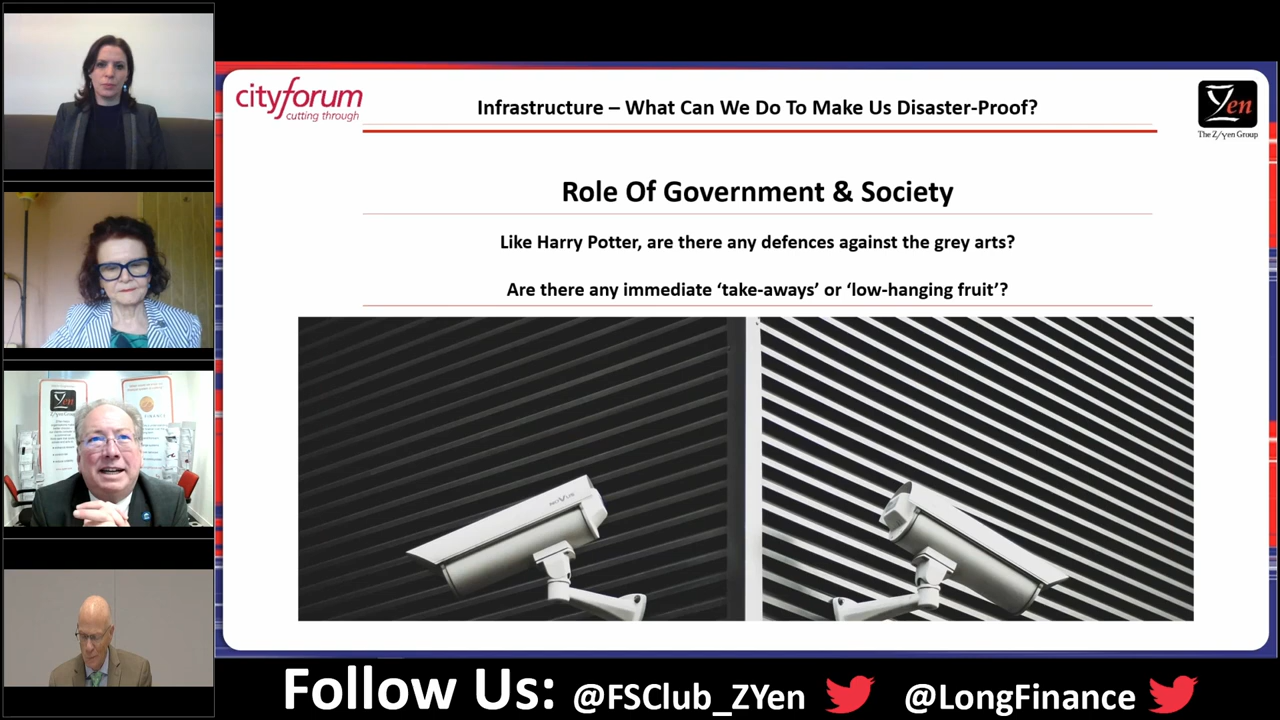 cityforum
cutting through
Infrastructure – What Can We Do To Make Us Disaster-Proof?
Z/Yen
The Z/Yen Group
Role Of Government & Society
Like Harry Potter, are there any defences against the grey arts?
Are there any immediate ‘take-aways’ or ‘low-hanging fruit’?
NOVUS
Follow Us: @FSClub_ZYen @LongFinance